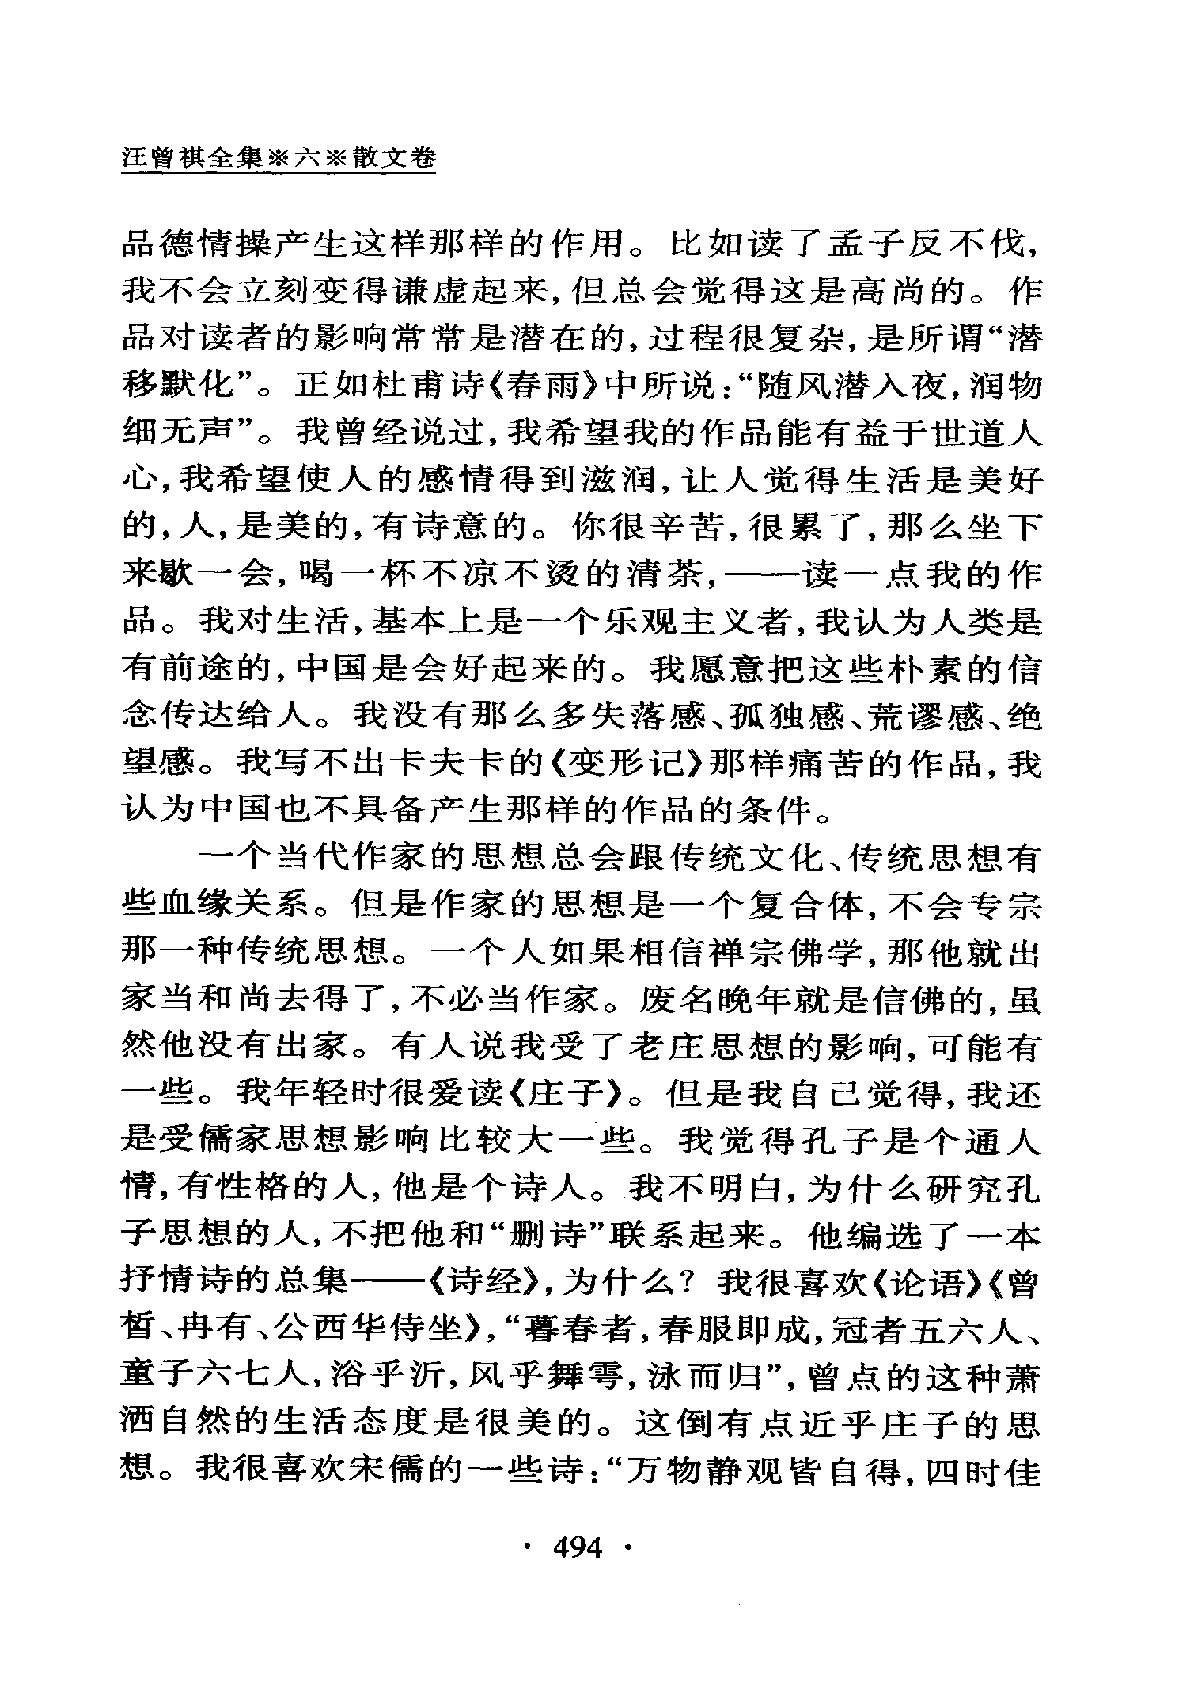 汪曾祺全集※六※散文卷
品德情操产生这样那样的作用。比如读了孟子反不伐,
我不会立刻变得谦虚起来,但总会觉得这是高尚的。作
品对读者的影响常常是潜在的,过程很复杂,是所谓“潜
移默化”。正如杜甫诗《春雨》中所说:“随风潜入夜,润物
细无声”。我曾经说过,我希望我的作品能有益于世道人
心,我希望使人的感情得到滋润,让人觉得生活是美好
的,人,是美的,有诗意的。你很辛苦,很累了,那么坐下
来歇一会,喝一杯不凉不烫的清茶,——读一点我的作
品。我对生活,基本上是一个乐观主义者,我认为人类是
有前途的,中国是会好起来的。我愿意把这些朴素的信
念传达给人。我没有那么多失落感、孤独感、荒谬感、绝
望感。我写不出卡夫卡的《变形记》那样痛苦的作品,我
认为中国也不具备产生那样的作品的条件。
一个当代作家的思想总会跟传统文化、传统思想有
些血缘关系。但是作家的思想是一个复合体,不会专宗
那一种传统思想。一个人如果相信禅宗佛学,那他就出
家当和尚去得了,不必当作家。废名晚年就是信佛的,虽
然他没有出家。有人说我受了老庄思想的影响,可能有
一些。我年轻时很爱读《庄子》。但是我自己觉得,我还
是受儒家思想影响比较大一些。我觉得孔子是个通人
情,有性格的人,他是个诗人。我不明白,为什么研究孔
子思想的人,不把他和“删诗”联系起来。他编选了一本
抒情诗的总集——《诗经》,为什么?我很喜欢《论语》《曾
皙、冉有、公西华侍坐》,“暮春者,春服即成,冠者五六人、
童子六七人,浴乎沂,风乎舞雩,泳而归”,曾点的这种萧
洒自然的生活态度是很美的。这倒有点近乎庄子的思
想。我很喜欢宋儒的一些诗:“万物静观皆自得,四时佳
· 494 ·